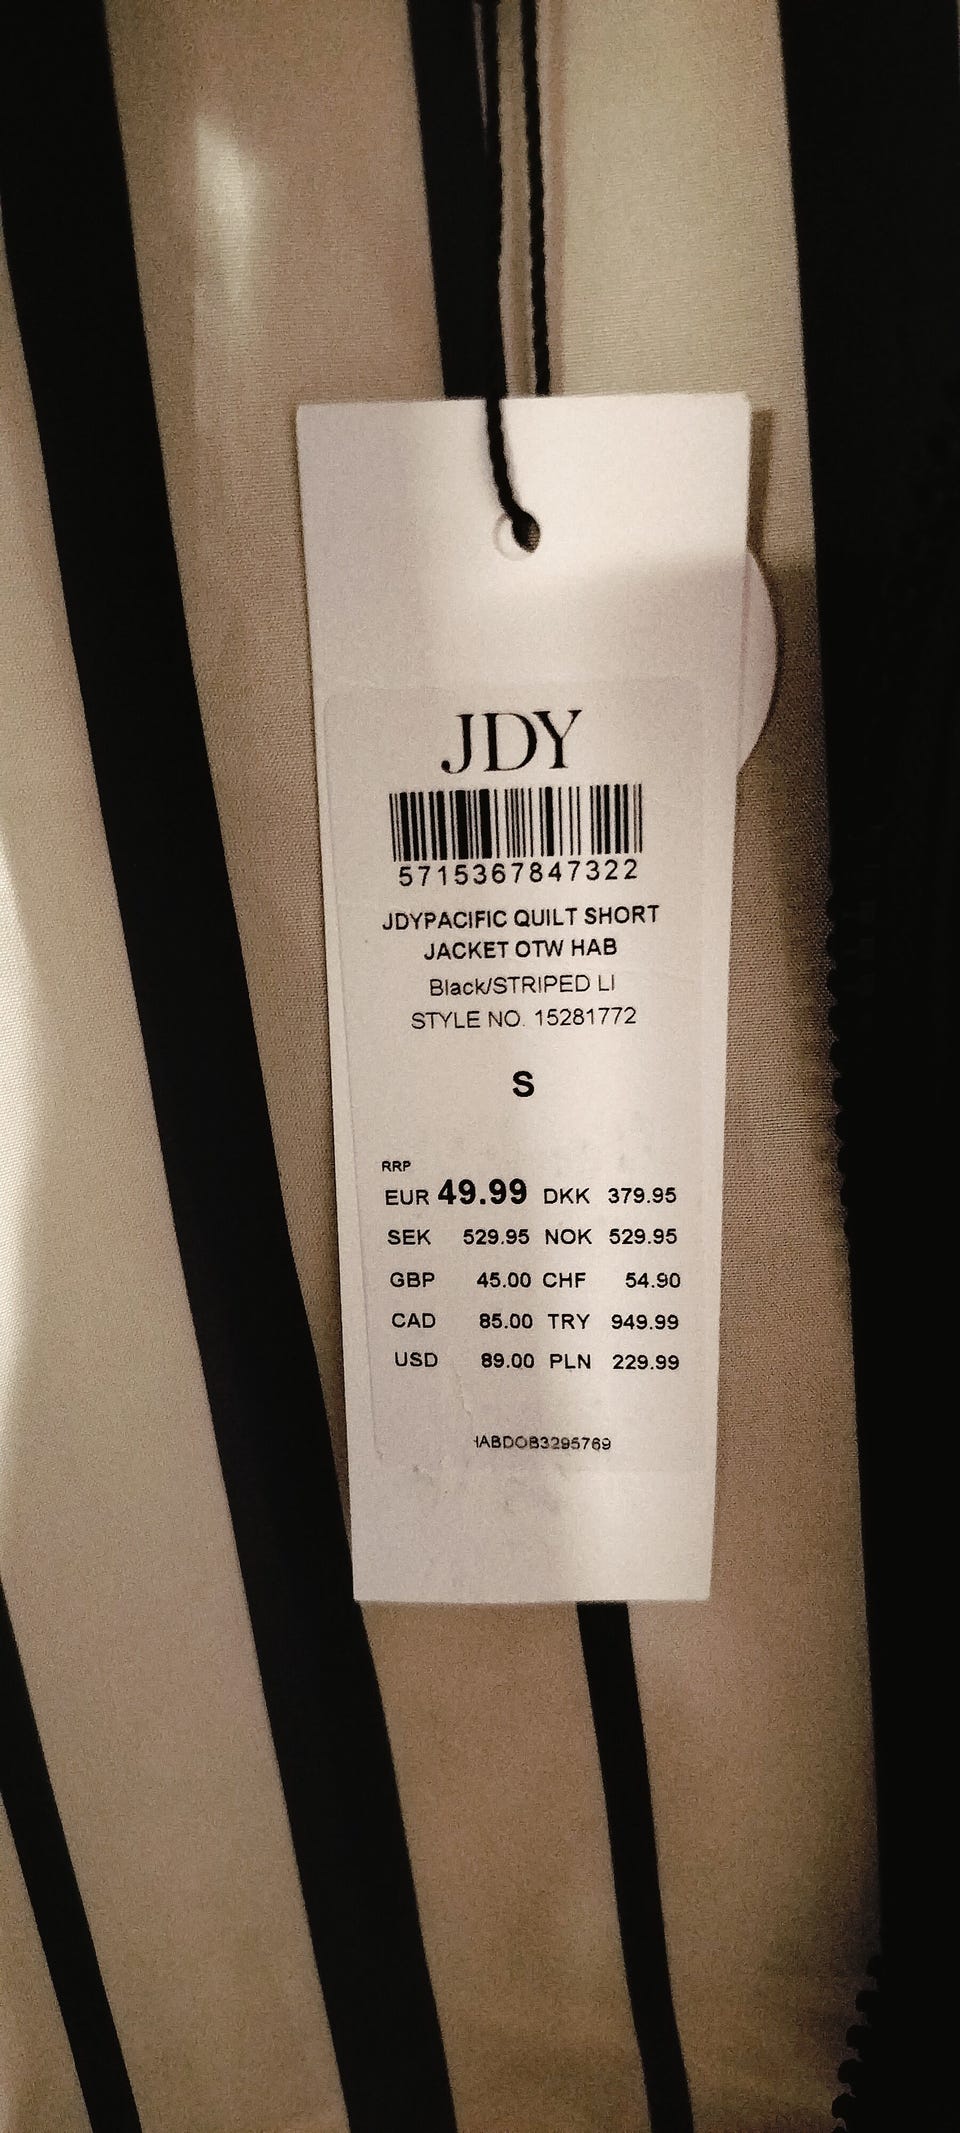 JDY
5715367847322
JDYPACIFIC QUILT SHORT
JACKET OTW HAB
Black/STRIPED LI
STYLE NO. 15281772
S
RRP
EUR 49.99 DKK 379.95
SEK 529.95 NOK 529.95
GBP 45.00 CHF 54.90
CAD 85.00 TRY 949.99
USD 89.00 PLN 229.99
HABDOB3295769